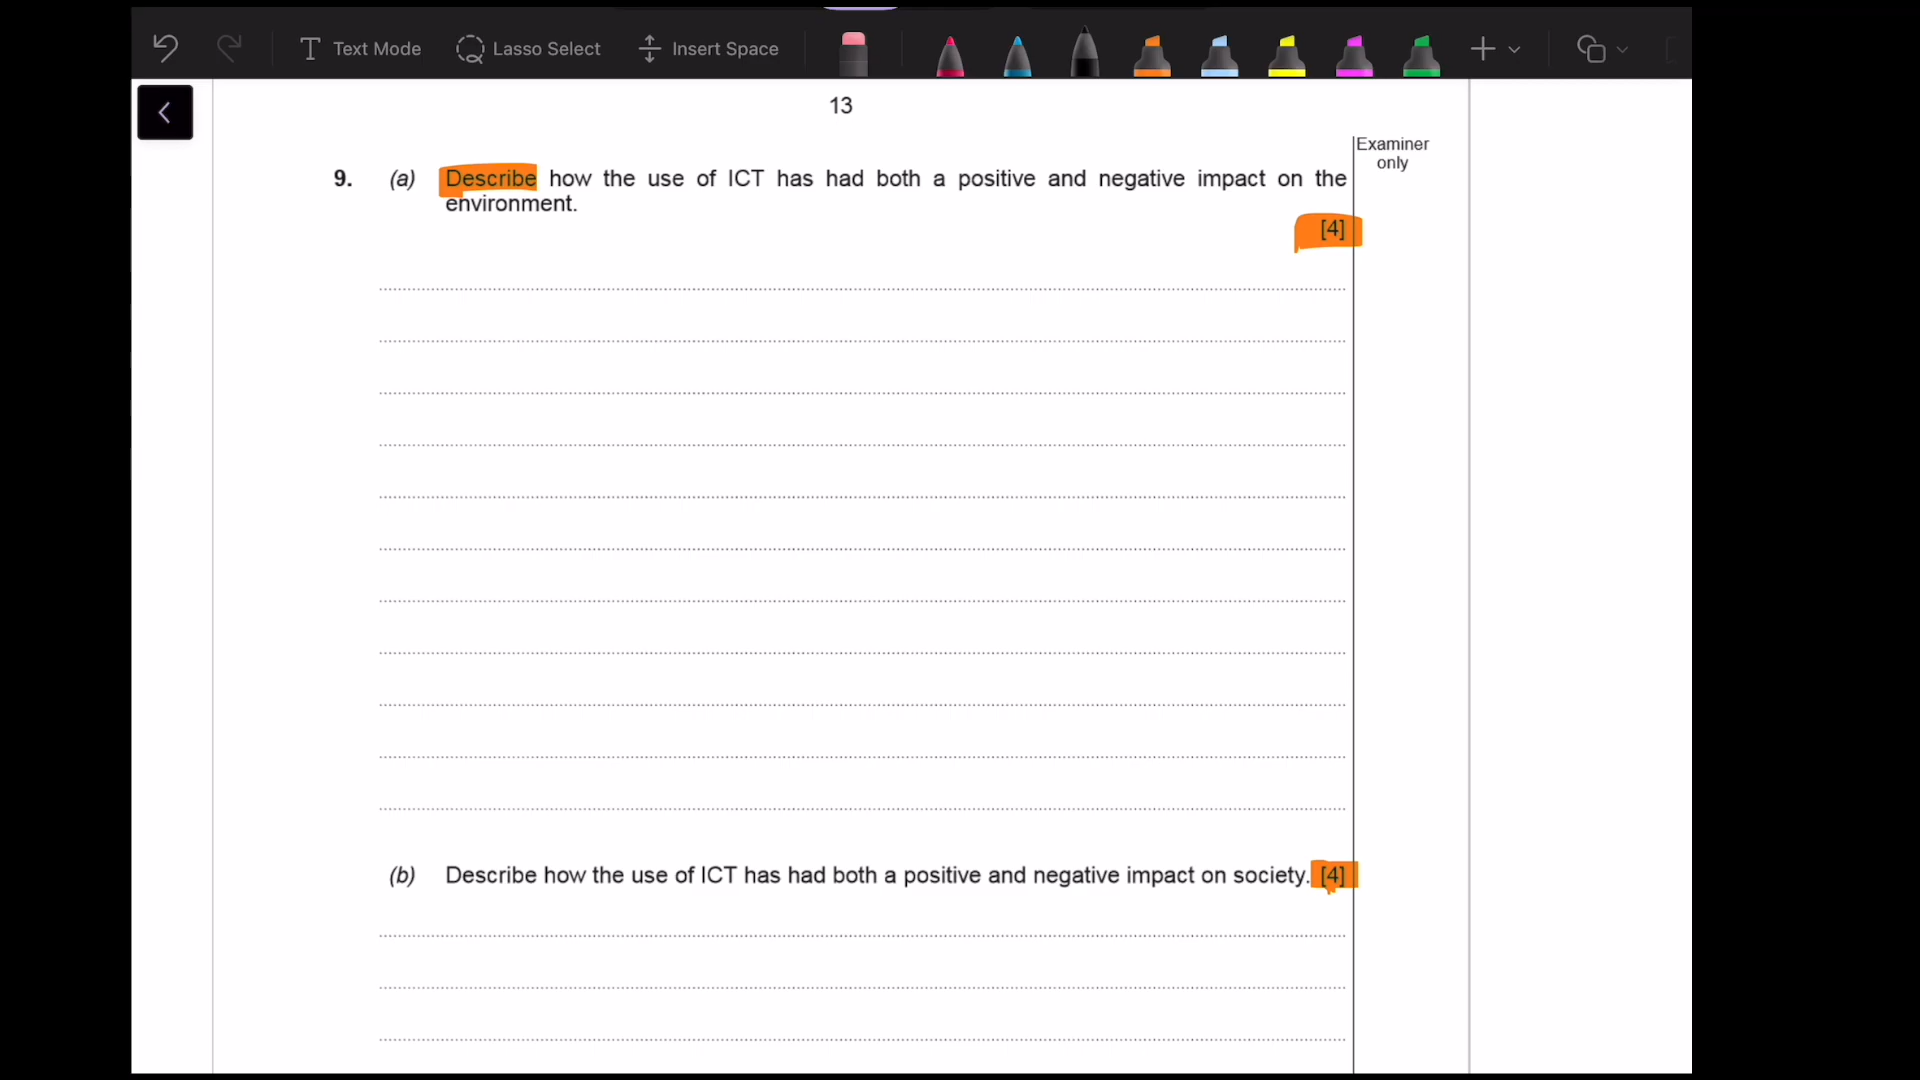 Text Mode Lasso Select Insert Space
13
Examiner
only
9. (a) Describe how the use of ICT has had both a positive and negative impact on the
environment.
[4]
(b) Describe how the use of ICT has had both a positive and negative impact on society. [4]